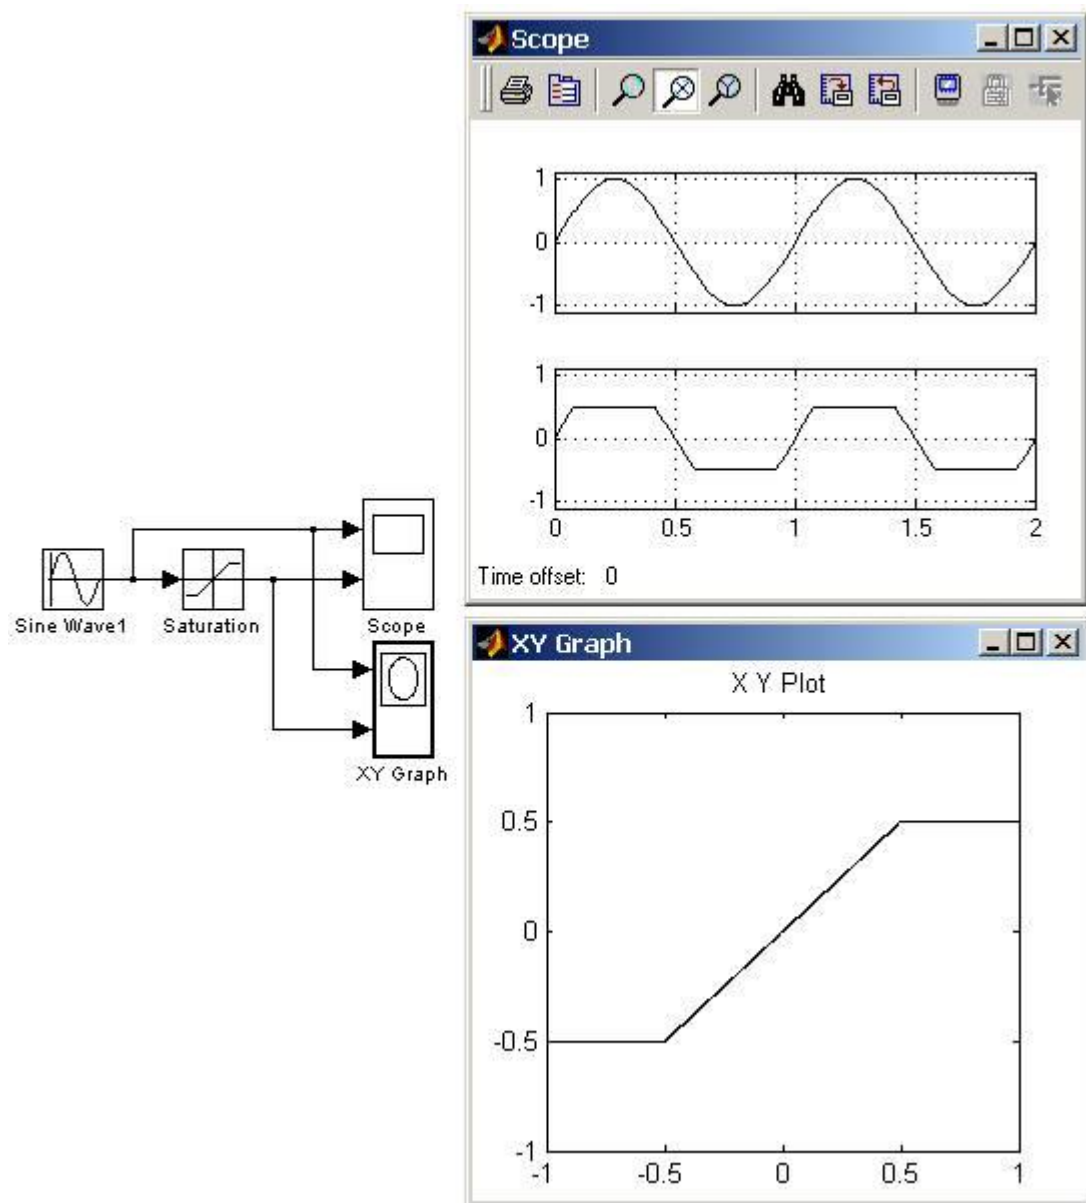 Scope
1
0
-1
1
0
-1
0 0.5 1 1.5 2
Time offset: 0
Sine Wave1 Saturation Scope
XY Graph
XY Graph
X Y Plot
1
0.5
0
-0.5
-1
-1 -0.5 0 0.5 1